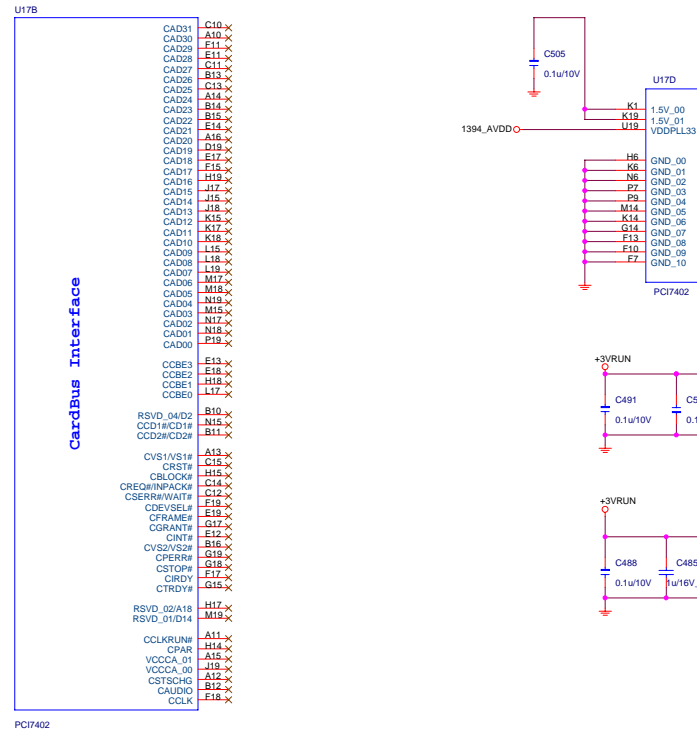 U17B
CAD31 C10
CAD30 A10
CAD29 F11
CAD28 E11
CAD27 C11
CAD26 B13
CAD25 C13
CAD24 A14
CAD23 B14
CAD22 B15
CAD21 E14
CAD20 A16
CAD19 D19
CAD18 E17
CAD17 F15
CAD16 H19
CAD15 J17
CAD14 J15
CAD13 J18
CAD12 K15
CAD11 K17
CAD10 K18
CAD09 L15
CAD08 L18
CAD07 L19
CAD06 M17
CAD05 M18
CAD04 N19
CAD03 M15
CAD02 N17
CAD01 N18
CAD00 P19
CCBE3 E13
CCBE2 E18
CCBE1 H18
CCBE0 L17
RSVD_04/D2 B10
CCD1#/CD1# N15
CCD2#/CD2# B11
CVS1/VS1# A13
CRST# C15
CBLOCK# H15
CREQ#/INPACK# C14
CSERR#/WAIT# C12
CDEVSEL# F19
CFRAME# E19
CGRANT# G17
CINT# E12
CVS2/VS2# B16
CPERR# G19
CSTOP# G18
CIRDY F17
CTRDY# G15
RSVD_02/A18 H17
RSVD_01/D14 M19
CCLKRUN# A11
CPAR H14
VCCCA_01 A15
VCCCA_00 J19
CSTSCHG A12
CAUDIO B12
CCLK F18
CardBus Interface
PCI7402
C505
0.1u/10V
U17D
K1 1.5V_00
K19 1.5V_01
1394_AVDD U19 VDDPLL33
H6 GND_00
K6 GND_01
N6 GND_02
P7 GND_03
P9 GND_04
M14 GND_05
K14 GND_06
G14 GND_07
F13 GND_08
F10 GND_09
F7 GND_10
PCI7402
+3VRUN
C491
0.1u/10V
+3VRUN
C488 C485
0.1u/10V 1u/16V_